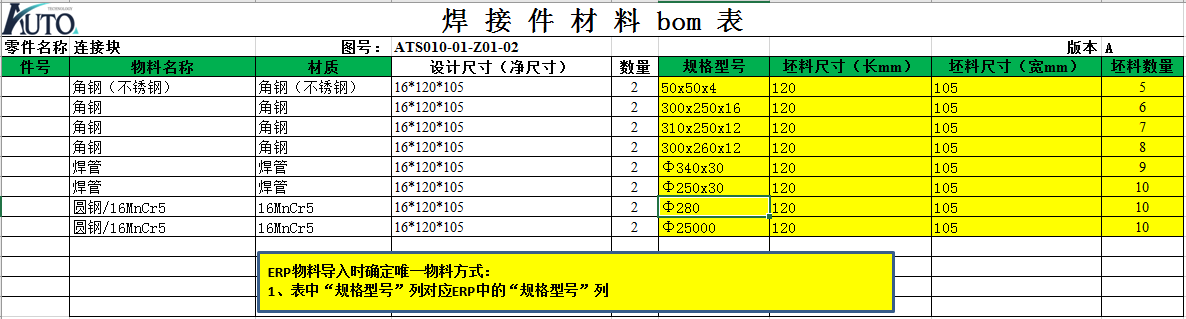 AUTO
TECHNOLOGY
焊 接 件 材 料 bom 表
零件名称 连接块 图号： ATS010-01-Z01-02 版本 A
件号 物料名称 材质 设计尺寸（净尺寸） 数量 规格型号 坯料尺寸（长mm） 坯料尺寸（宽mm） 坯料数量
角钢（不锈钢） 角钢（不锈钢） 16*120*105 2 50x50x4 120 105 5
角钢 角钢 16*120*105 2 300x250x16 120 105 6
角钢 角钢 16*120*105 2 310x250x12 120 105 7
角钢 角钢 16*120*105 2 300x260x12 120 105 8
焊管 焊管 16*120*105 2 Φ340x30 120 105 9
焊管 焊管 16*120*105 2 Φ250x30 120 105 10
圆钢/16MnCr5 16MnCr5 16*120*105 2 Φ280 120 105 10
圆钢/16MnCr5 16MnCr5 16*120*105 2 Φ25000 120 105 10
ERP物料导入时确定唯一物料方式：
1、表中“规格型号”列对应ERP中的“规格型号”列